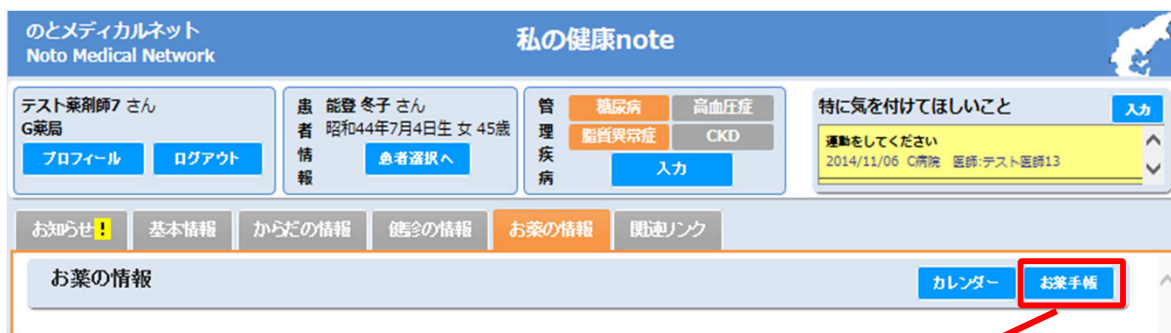 のとメディカルネット
Noto Medical Network
私の健康note
テスト薬剤師7 さん
G薬局
プロフィール ログアウト
患者情報
能登 冬子 さん
昭和44年7月4日生 女 45歳
患者選択へ
管理疾病
糖尿病 高血圧症
脂質異常症 CKD
入力
特に気を付けてほしいこと 入力
運動をしてください
2014/11/06 C病院 医師:テスト医師13
お知らせ! 基本情報 からだの情報 健診の情報 お薬の情報 関連リンク
お薬の情報 カレンダー お薬手帳